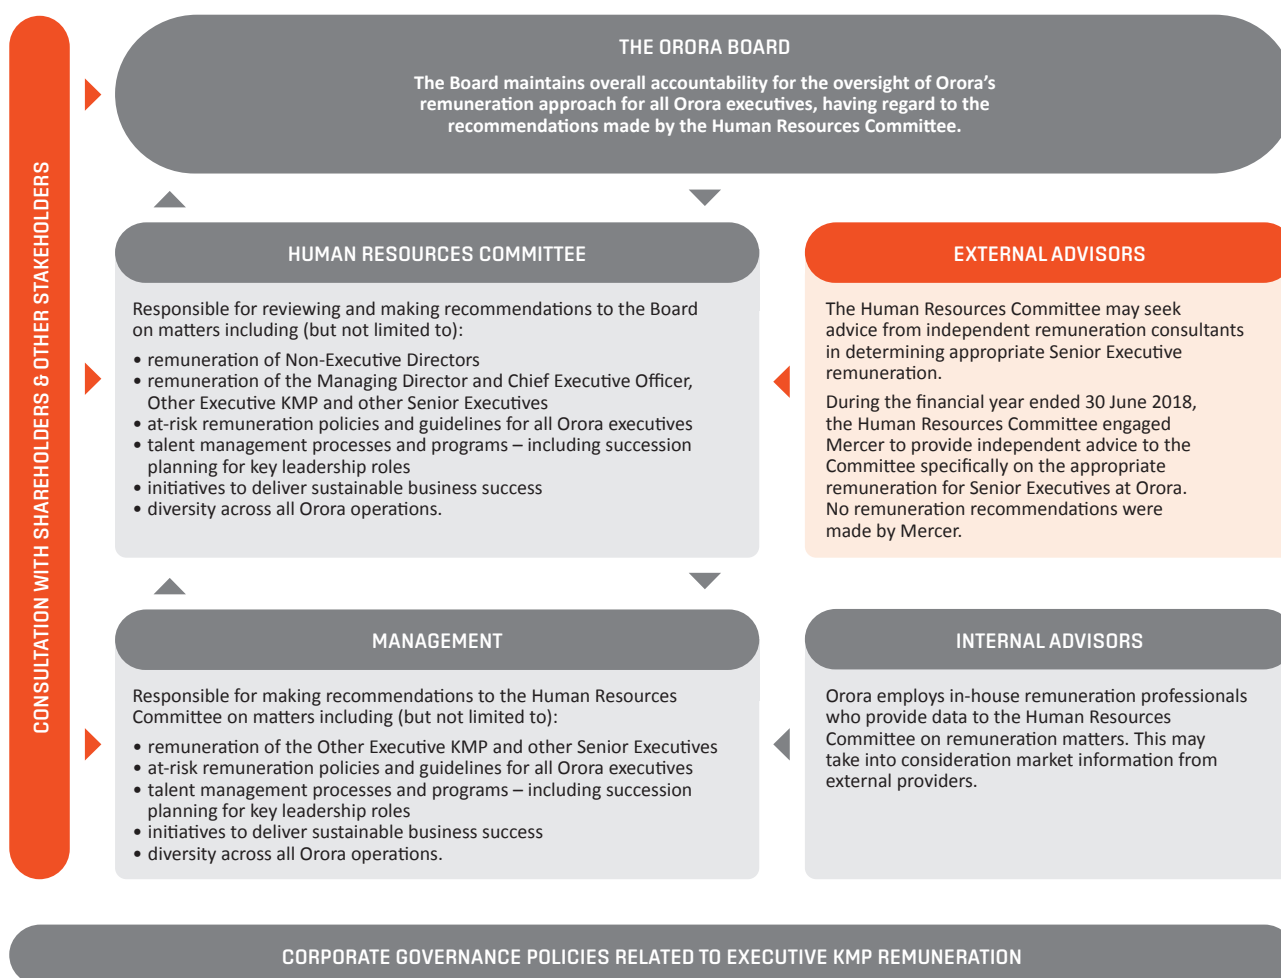 CONSULTATION WITH SHAREHOLDERS & OTHER STAKEHOLDERS
THE ORORA BOARD
The Board maintains overall accountability for the oversight of Orora's
remuneration approach for all Orora executives, having regard to the
recommendations made by the Human Resources Committee.
HUMAN RESOURCES COMMITTEE
Responsible for reviewing and making recommendations to the Board
on matters including (but not limited to):
• remuneration of Non-Executive Directors
• remuneration of the Managing Director and Chief Executive Officer,
Other Executive KMP and other Senior Executives
• at-risk remuneration policies and guidelines for all Orora executives
• talent management processes and programs – including succession
planning for key leadership roles
• initiatives to deliver sustainable business success
• diversity across all Orora operations.
EXTERNAL ADVISORS
The Human Resources Committee may seek
advice from independent remuneration consultants
in determining appropriate Senior Executive
remuneration.
During the financial year ended 30 June 2018,
the Human Resources Committee engaged
Mercer to provide independent advice to the
Committee specifically on the appropriate
remuneration for Senior Executives at Orora.
No remuneration recommendations were
made by Mercer.
MANAGEMENT
Responsible for making recommendations to the Human Resources
Committee on matters including (but not limited to):
• remuneration of the Other Executive KMP and other Senior Executives
• at-risk remuneration policies and guidelines for all Orora executives
• talent management processes and programs – including succession
planning for key leadership roles
• initiatives to deliver sustainable business success
• diversity across all Orora operations.
INTERNAL ADVISORS
Orora employs in-house remuneration professionals
who provide data to the Human Resources
Committee on remuneration matters. This may
take into consideration market information from
external providers.
CORPORATE GOVERNANCE POLICIES RELATED TO EXECUTIVE KMP REMUNERATION